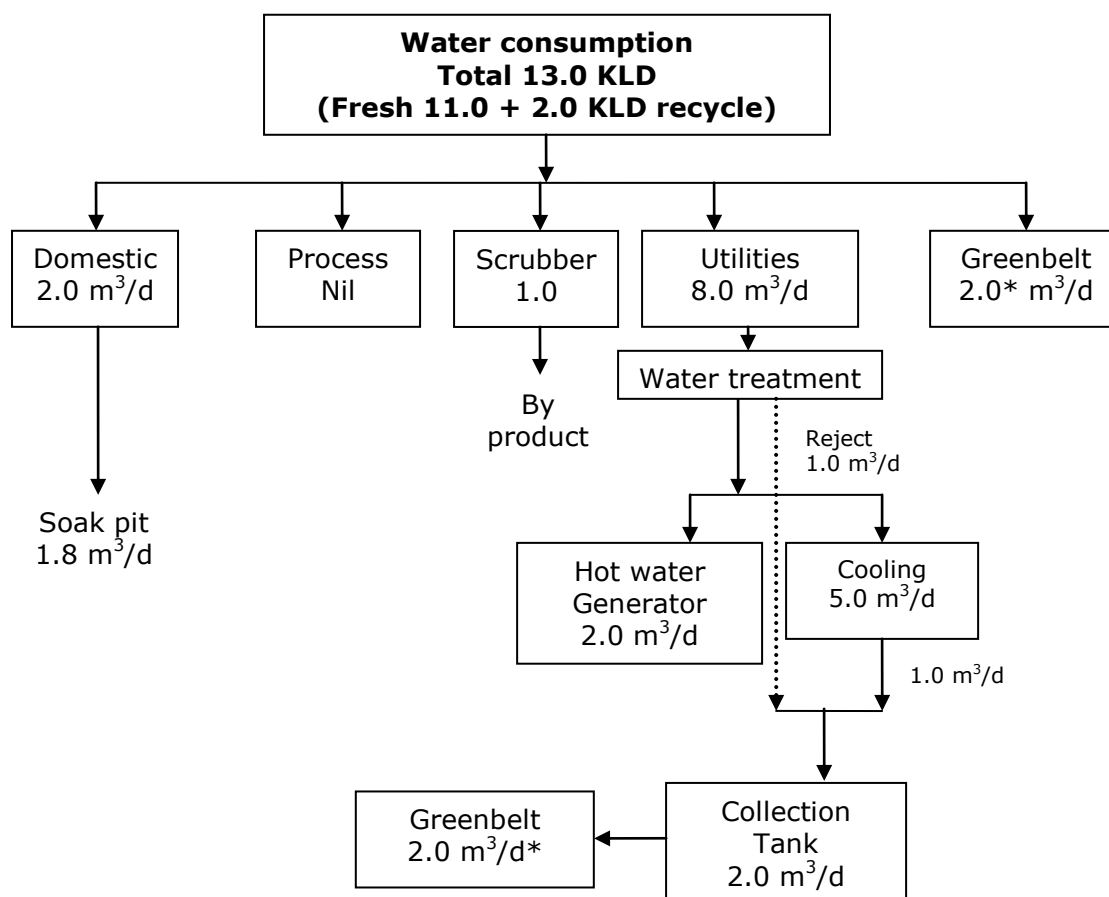 Water consumption
Total 13.0 KLD
(Fresh 11.0 + 2.0 KLD recycle)
Domestic
2.0 m³/d
Process
Nil
Scrubber
1.0
Utilities
8.0 m³/d
Greenbelt
2.0* m³/d
Water treatment
By
product
Reject
1.0 m³/d
Soak pit
1.8 m³/d
Hot water
Generator
2.0 m³/d
Cooling
5.0 m³/d
1.0 m³/d
Greenbelt
2.0 m³/d*
Collection
Tank
2.0 m³/d